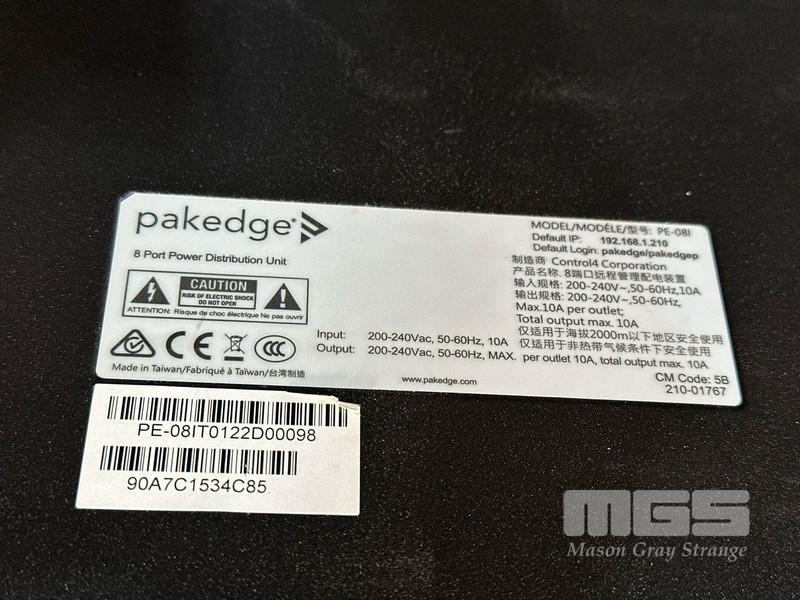 pakedge®
8 Port Power Distribution Unit
CAUTION
RISK OF ELECTRIC SHOCK
DO NOT OPEN
ATTENTION: Risque de choc électrique Ne pas ouvrir
CE
CCC
Made in Taiwan/Fabriqué à Taïwan/台湾制造
Input: 200-240Vac, 50-60Hz, 10A
Output: 200-240Vac, 50-60Hz, MAX. per outlet 10A, total output max. 10A
www.pakedge.com
MODEL/MODÉLE/型号: PE-08I
Default IP: 192.168.1.210
Default Login: pakedge/pakedgep
制造商: Control4 Corporation
产品名称: 8端口远程管理配电装置
输入规格: 200-240V~,50-60Hz,10A
输出规格: 200-240V~,50-60Hz,
Max.10A per outlet;
Total output max. 10A
仅适用于海拔2000m以下地区安全使用
仅适用于非热带气候条件下安全使用
CM Code: 5B
210-01767
PE-08IT0122D00098
90A7C1534C85
MGS
Mason Gray Strange